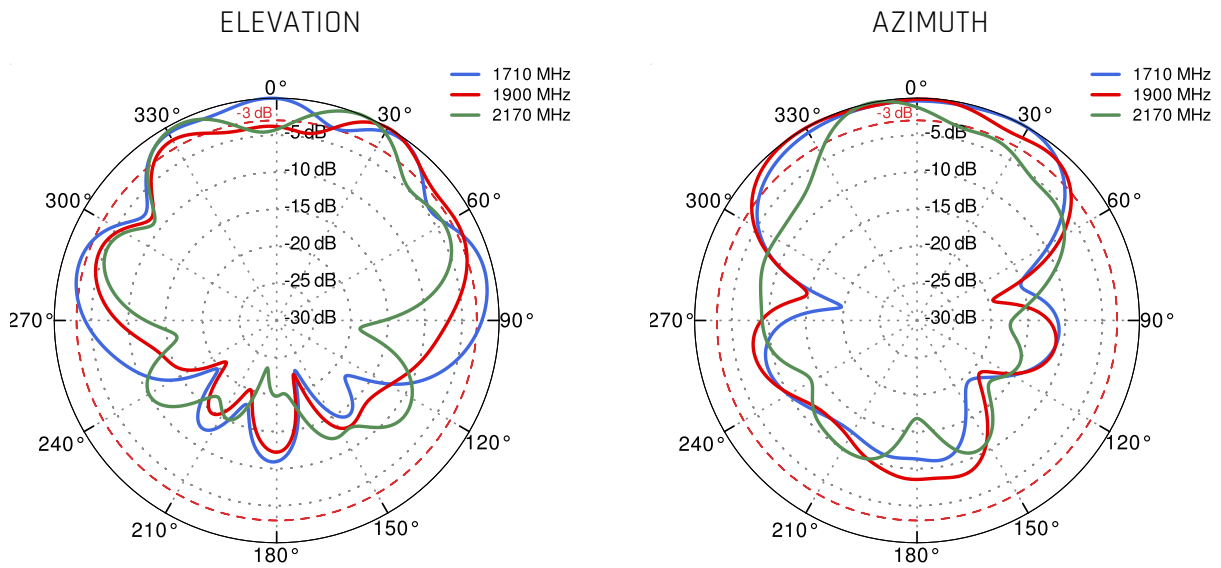 ELEVATION
1710 MHz
1900 MHz
2170 MHz
0°
30°
60°
90°
120°
150°
180°
210°
240°
270°
300°
330°
-3 dB
-5 dB
-10 dB
-15 dB
-20 dB
-25 dB
-30 dB
AZIMUTH
1710 MHz
1900 MHz
2170 MHz
0°
30°
60°
90°
120°
150°
180°
210°
240°
270°
300°
330°
-3 dB
-5 dB
-10 dB
-15 dB
-20 dB
-25 dB
-30 dB